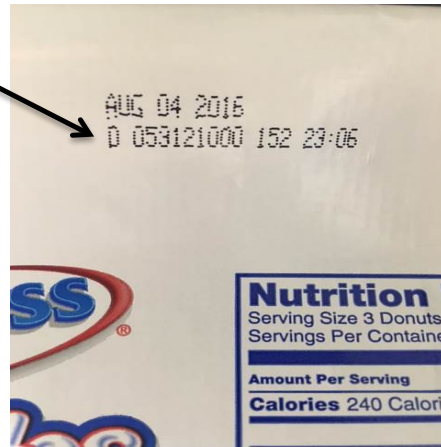 AUG 04 2016
D 053121000 152 23:06
SS
®
Nutrition
Serving Size 3 Donuts
Servings Per Containe
Amount Per Serving
Calories 240 Calori